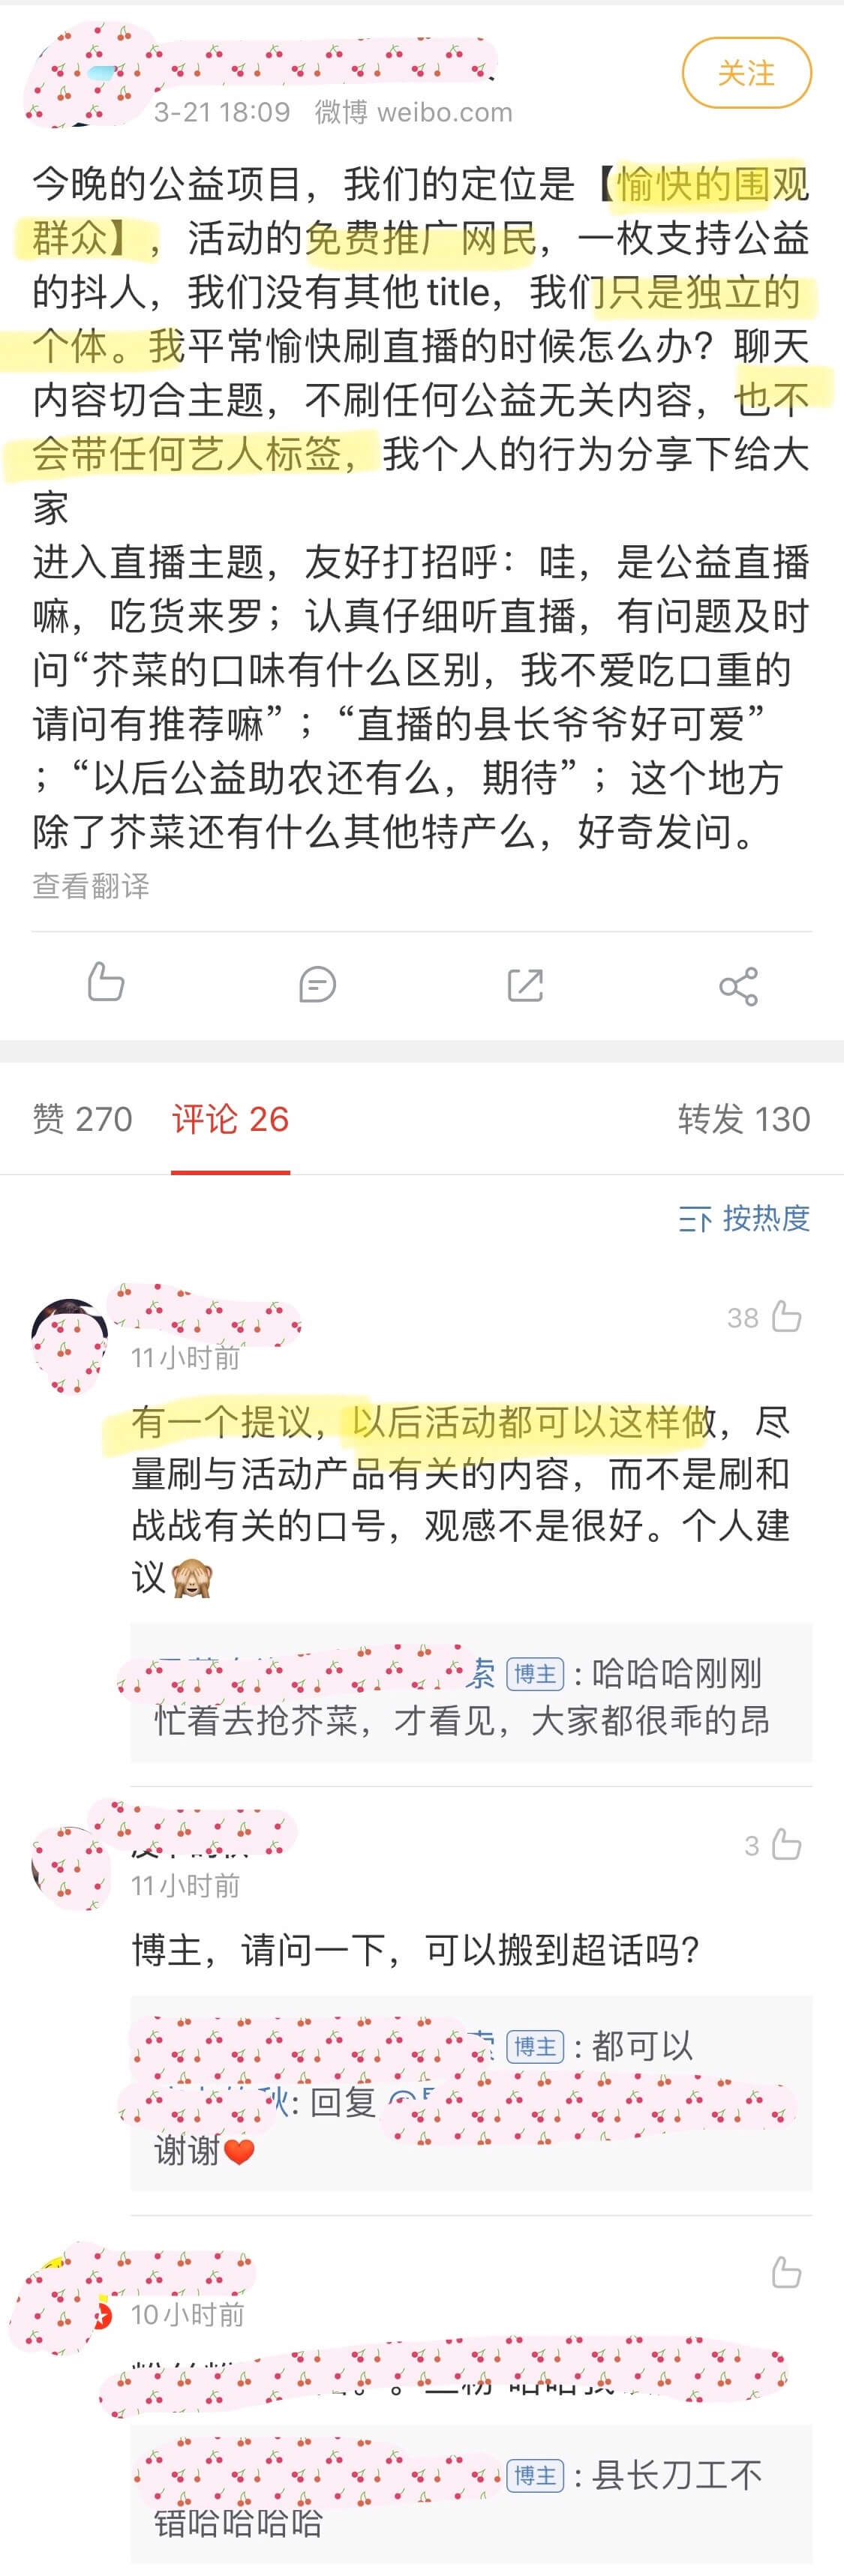 关注
3-21 18:09 微博 weibo.com
今晚的公益项目，我们的定位是【愉快的围观
群众】，活动的免费推广网民，一枚支持公益
的抖人，我们没有其他title，我们只是独立的
个体。我平常愉快刷直播的时候怎么办？聊天
内容切合主题，不刷任何公益无关内容，也不
会带任何艺人标签，我个人的行为分享下给大
家
进入直播主题，友好打招呼：哇，是公益直播
嘛，吃货来罗；认真仔细听直播，有问题及时
问“芥菜的口味有什么区别，我不爱吃口重的
请问有推荐嘛”；“直播的县长爷爷好可爱”
；“以后公益助农还有么，期待”；这个地方
除了芥菜还有什么其他特产么，好奇发问。
查看翻译
赞 270 评论 26 转发 130
按热度
38
11小时前
有一个提议，以后活动都可以这样做，尽
量刷与活动产品有关的内容，而不是刷和
战战有关的口号，观感不是很好。个人建
议🙈
索 博主：哈哈哈刚刚
忙着去抢芥菜，才看见，大家都很乖的昂
3
11小时前
博主，请问一下，可以搬到超话吗？
博主：都可以
秋：回复
谢谢❤️
10小时前
博主：县长刀工不
错哈哈哈哈